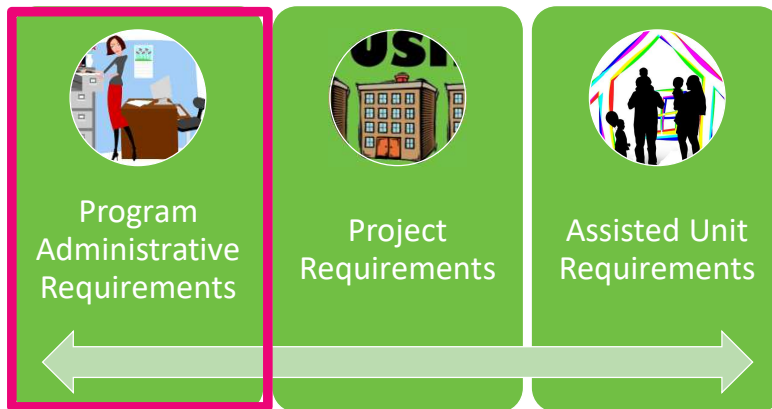 Program
Administrative
Requirements
Project
Requirements
Assisted Unit
Requirements